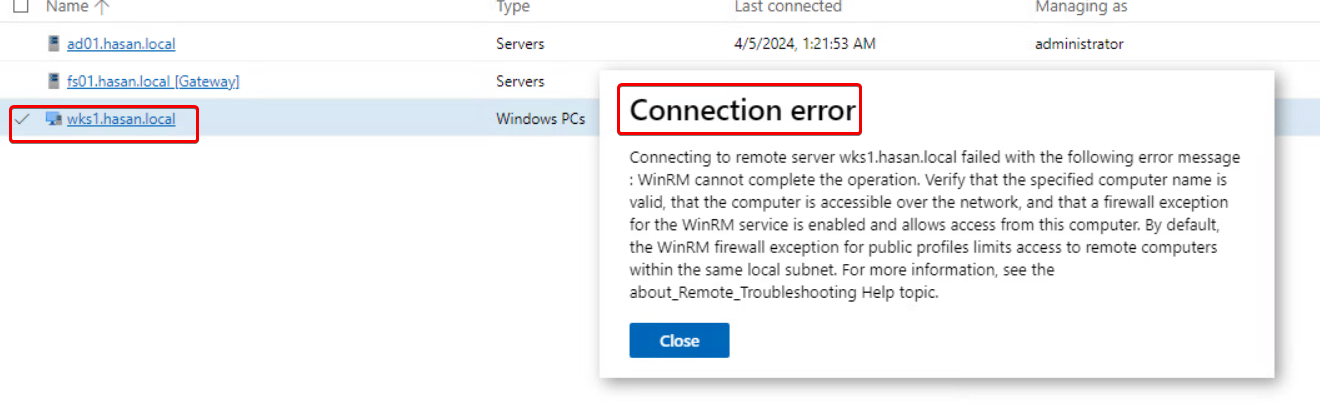 Name ↑ Type Last connected Managing as
ad01.hasan.local Servers 4/5/2024, 1:21:53 AM administrator
fs01.hasan.local [Gateway] Servers
wks1.hasan.local Windows PCs
Connection error
Connecting to remote server wks1.hasan.local failed with the following error message
: WinRM cannot complete the operation. Verify that the specified computer name is
valid, that the computer is accessible over the network, and that a firewall exception
for the WinRM service is enabled and allows access from this computer. By default,
the WinRM firewall exception for public profiles limits access to remote computers
within the same local subnet. For more information, see the
about_Remote_Troubleshooting Help topic.
Close